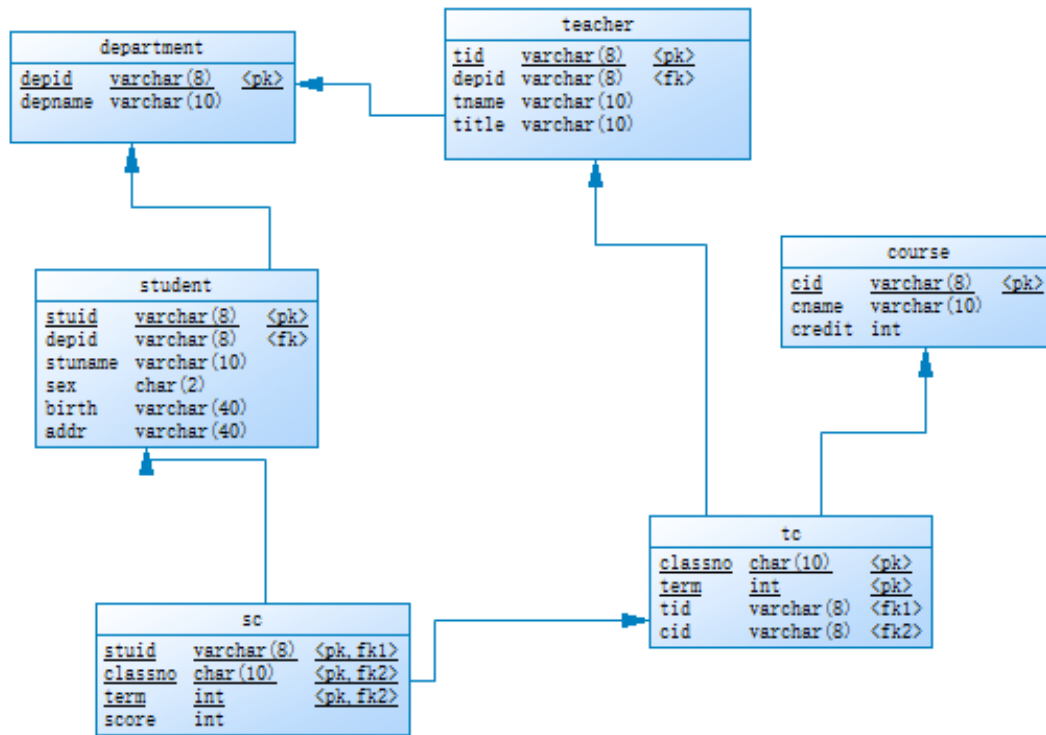 department
depid varchar(8) <pk>
depname varchar(10)
teacher
tid varchar(8) <pk>
depid varchar(8) <fk>
tname varchar(10)
title varchar(10)
student
stuid varchar(8) <pk>
depid varchar(8) <fk>
stuname varchar(10)
sex char(2)
birth varchar(40)
addr varchar(40)
course
cid varchar(8) <pk>
cname varchar(10)
credit int
sc
stuid varchar(8) <pk,fk1>
classno char(10) <pk,fk2>
term int <pk,fk2>
score int
tc
classno char(10) <pk>
term int <pk>
tid varchar(8) <fk1>
cid varchar(8) <fk2>